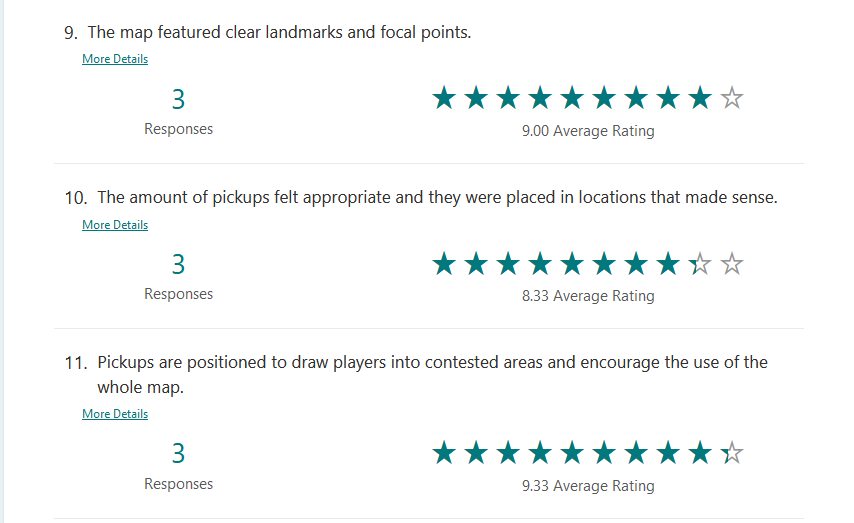 9. The map featured clear landmarks and focal points.
More Details
3
Responses
9.00 Average Rating
10. The amount of pickups felt appropriate and they were placed in locations that made sense.
More Details
3
Responses
8.33 Average Rating
11. Pickups are positioned to draw players into contested areas and encourage the use of the
whole map.
More Details
3
Responses
9.33 Average Rating